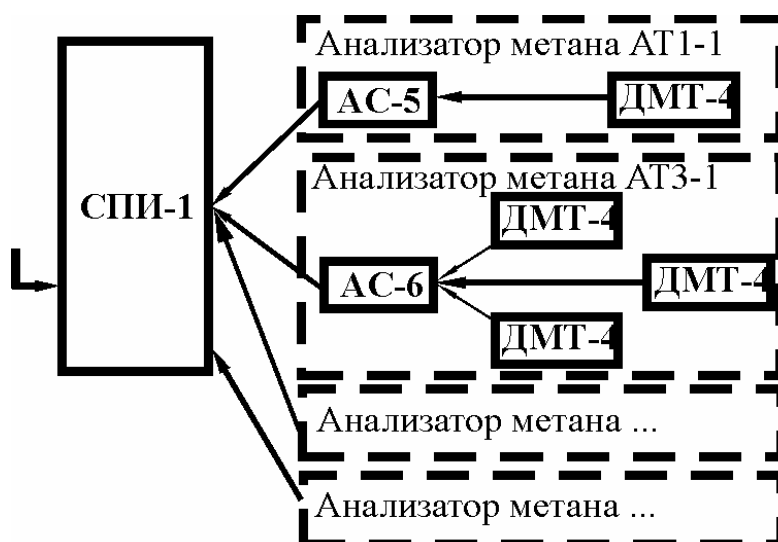 Анализатор метана АТ1-1
АС-5
ДМТ-4
СПИ-1
Анализатор метана АТ3-1
ДМТ-4
АС-6
ДМТ-4
ДМТ-4
Анализатор метана ...
Анализатор метана ...